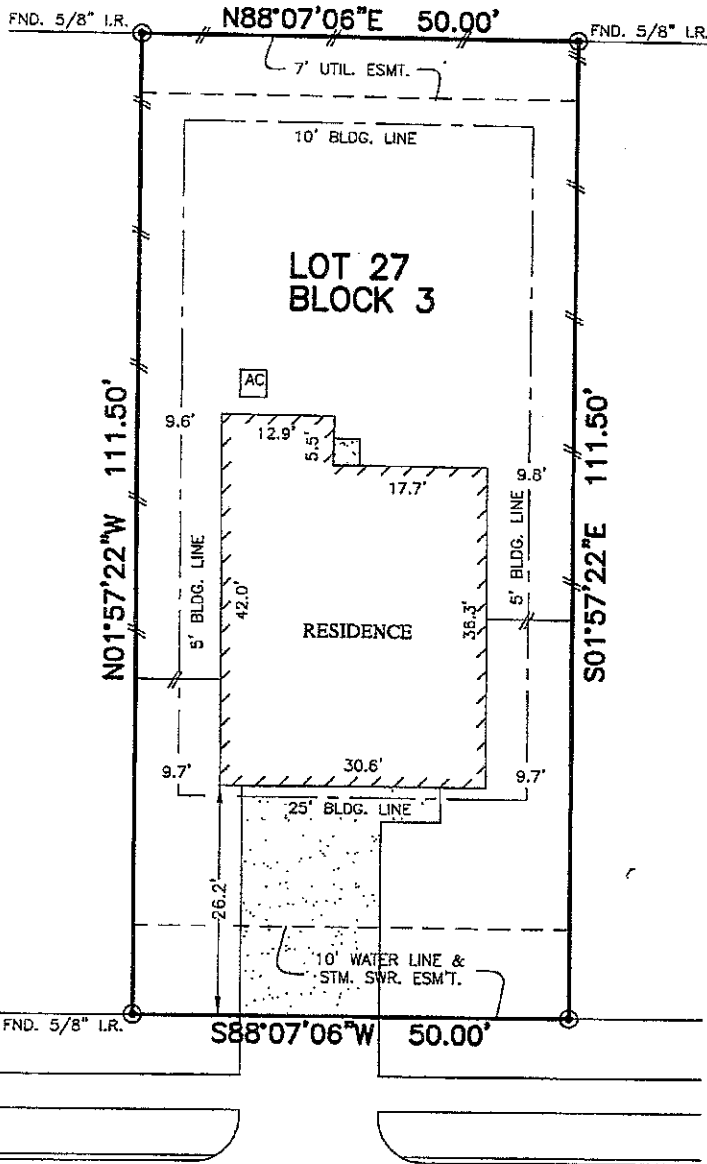 N88°07'06"E 50.00'
FND. 5/8" I.R.
FND. 5/8" I.R.
7' UTIL. ESMT.
10' BLDG. LINE
LOT 27
BLOCK 3
AC
N01°57'22"W 111.50'
S01°57'22"E 111.50'
9.6'
12.9'
5.5'
17.7'
9.8'
5' BLDG. LINE
5' BLDG. LINE
42.0'
RESIDENCE
36.3'
9.7'
30.6'
9.7'
25' BLDG. LINE
26.2'
10' WATER LINE &
STM. SWR. ESM'T.
FND. 5/8" I.R.
S88°07'06"W 50.00'